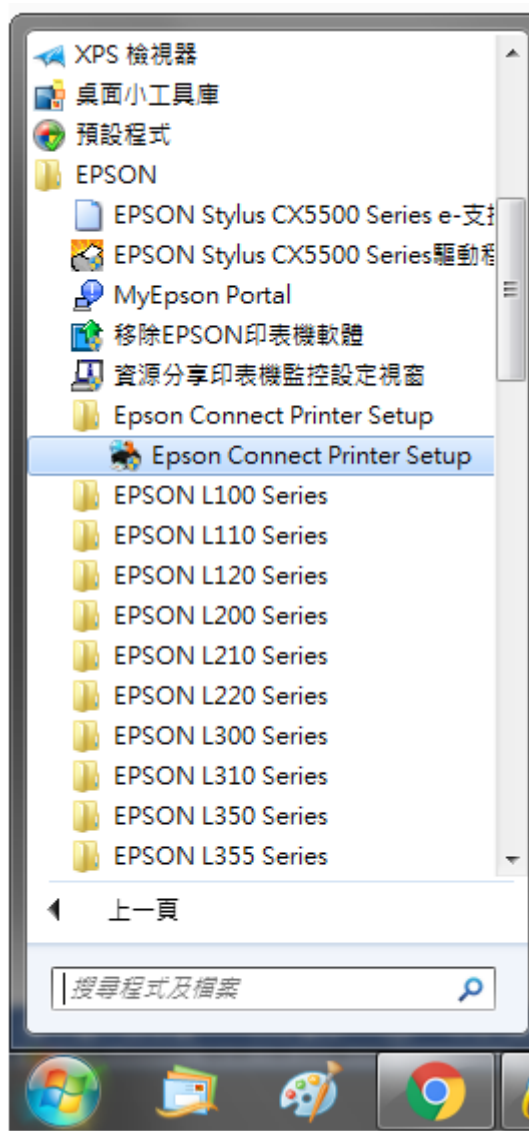 XPS 檢視器
桌面小工具庫
預設程式
EPSON
EPSON Stylus CX5500 Series e-支
EPSON Stylus CX5500 Series驅動程
MyEpson Portal
移除EPSON印表機軟體
資源分享印表機監控設定視窗
Epson Connect Printer Setup
Epson Connect Printer Setup
EPSON L100 Series
EPSON L110 Series
EPSON L120 Series
EPSON L200 Series
EPSON L210 Series
EPSON L220 Series
EPSON L300 Series
EPSON L310 Series
EPSON L350 Series
EPSON L355 Series
上一頁
搜尋程式及檔案